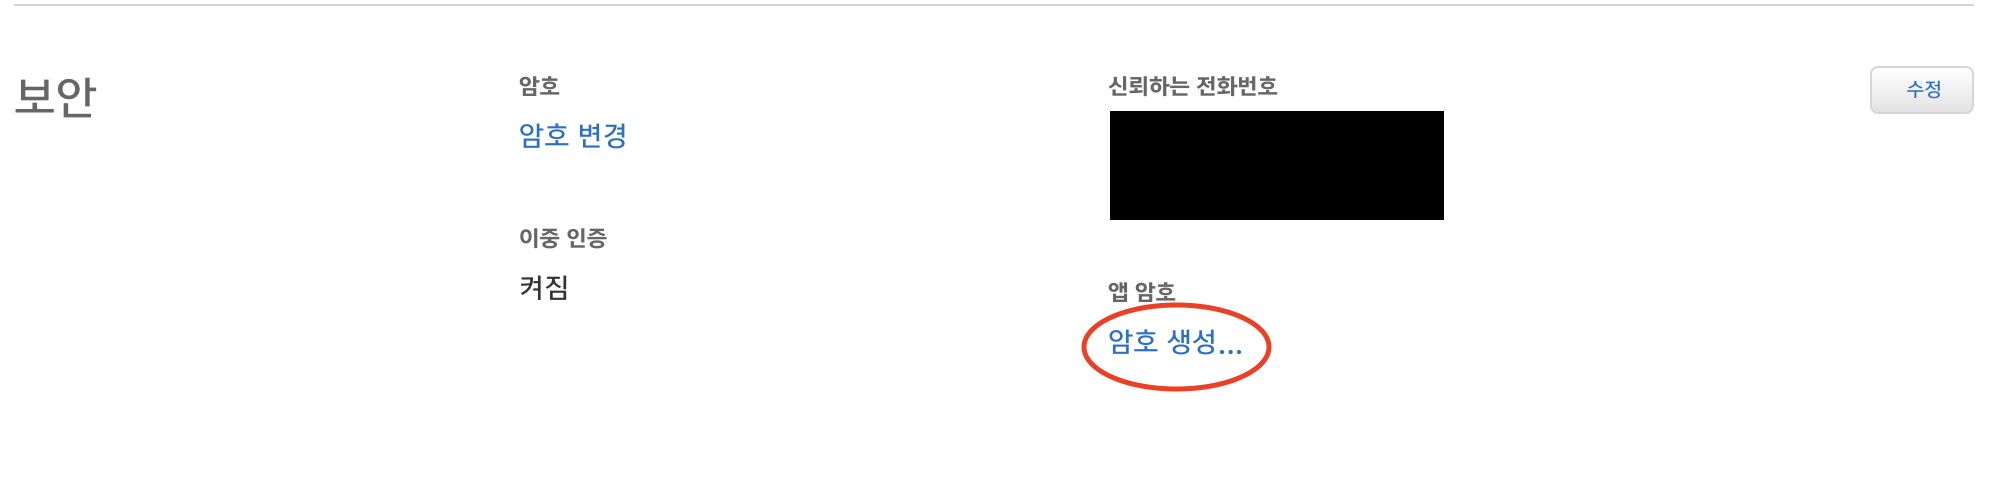 보안
암호
암호 변경
이중 인증
켜짐
신뢰하는 전화번호
앱 암호
암호 생성...
수정